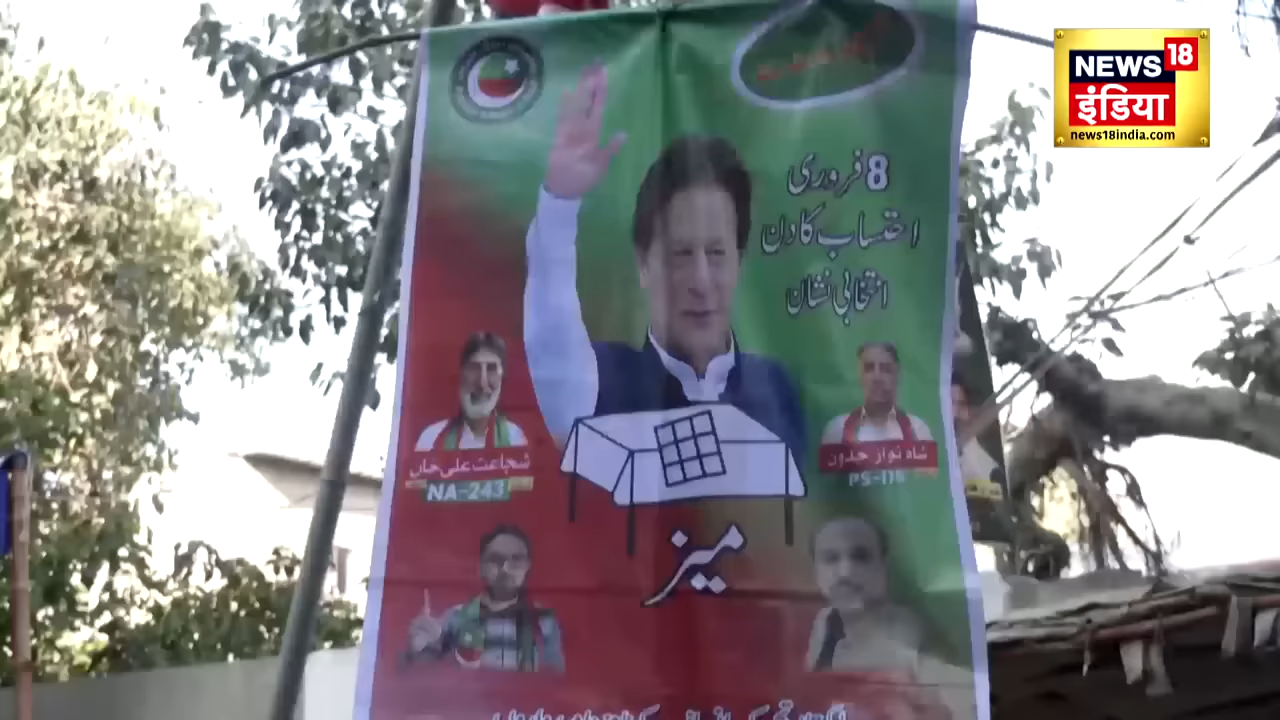 NEWS 18
इंडिया
news18india.com
8 فروری
احتساب کا دن
انتخابی نشان
شجاعت علی خان
NA-243
شاہ نواز جدون
PS-116
میز